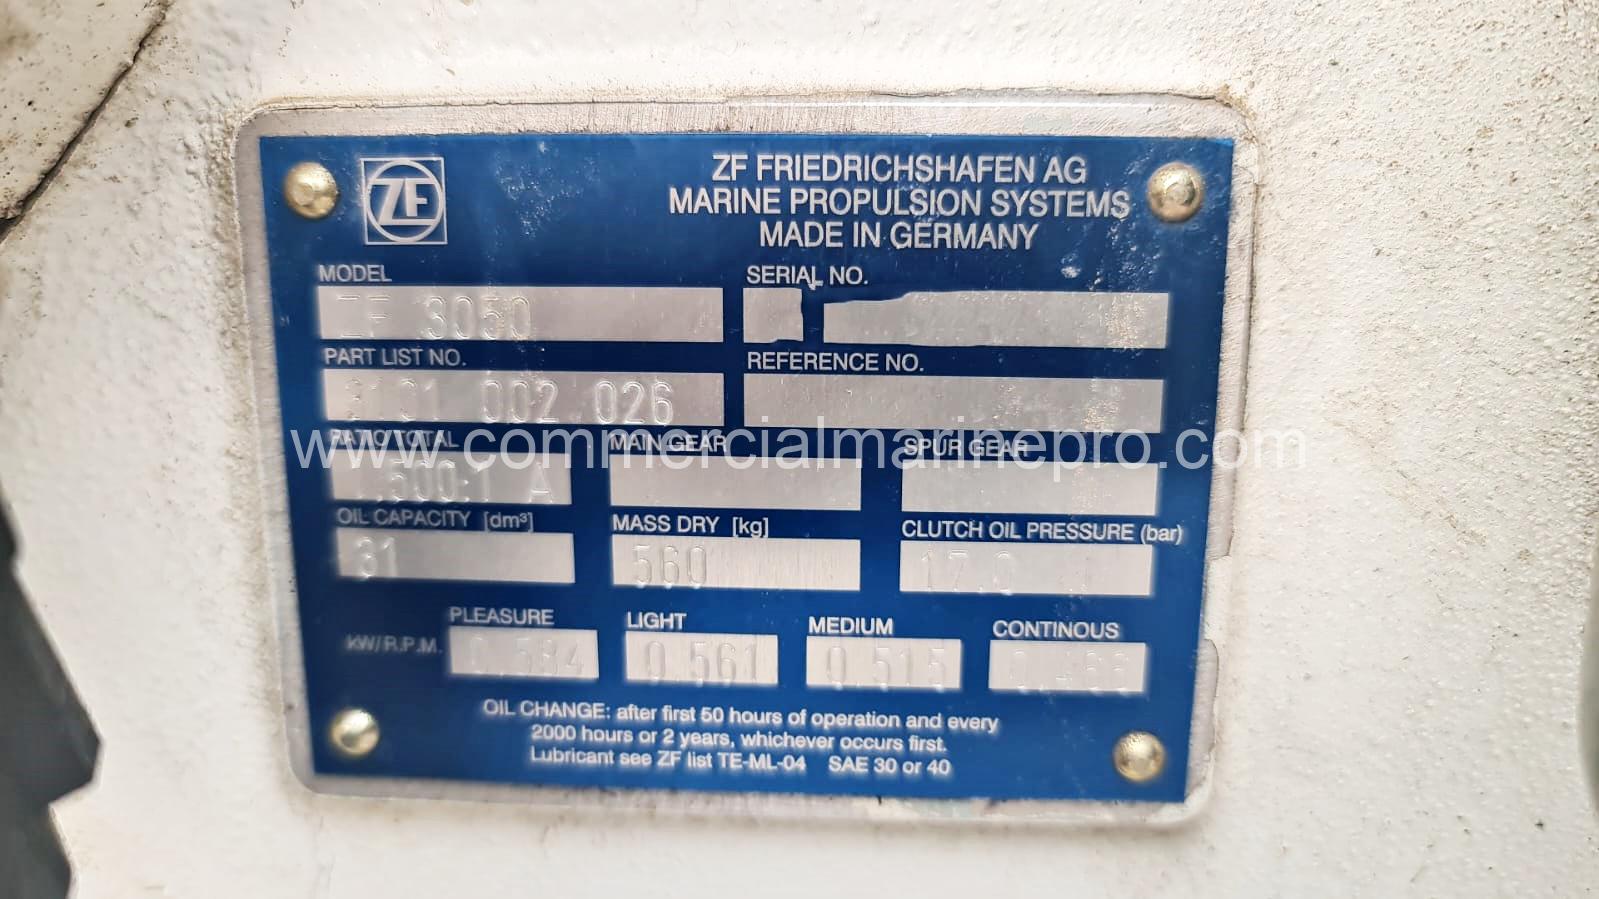 ZF
ZF FRIEDRICHSHAFEN AG
MARINE PROPULSION SYSTEMS
MADE IN GERMANY
MODEL SERIAL NO.
ZF 3050
PART LIST NO. REFERENCE NO.
002 026
www.commercialmarinepro.com
RATIO TOTAL MAIN GEAR SPUR GEAR
A
OIL CAPACITY [dm³] MASS DRY [kg] CLUTCH OIL PRESSURE (bar)
31 560 17.0
PLEASURE LIGHT MEDIUM CONTINOUS
kW/R.P.M. 0.584 0.561 0.515
OIL CHANGE: after first 50 hours of operation and every
2000 hours or 2 years, whichever occurs first.
Lubricant see ZF list TE-ML-04 SAE 30 or 40